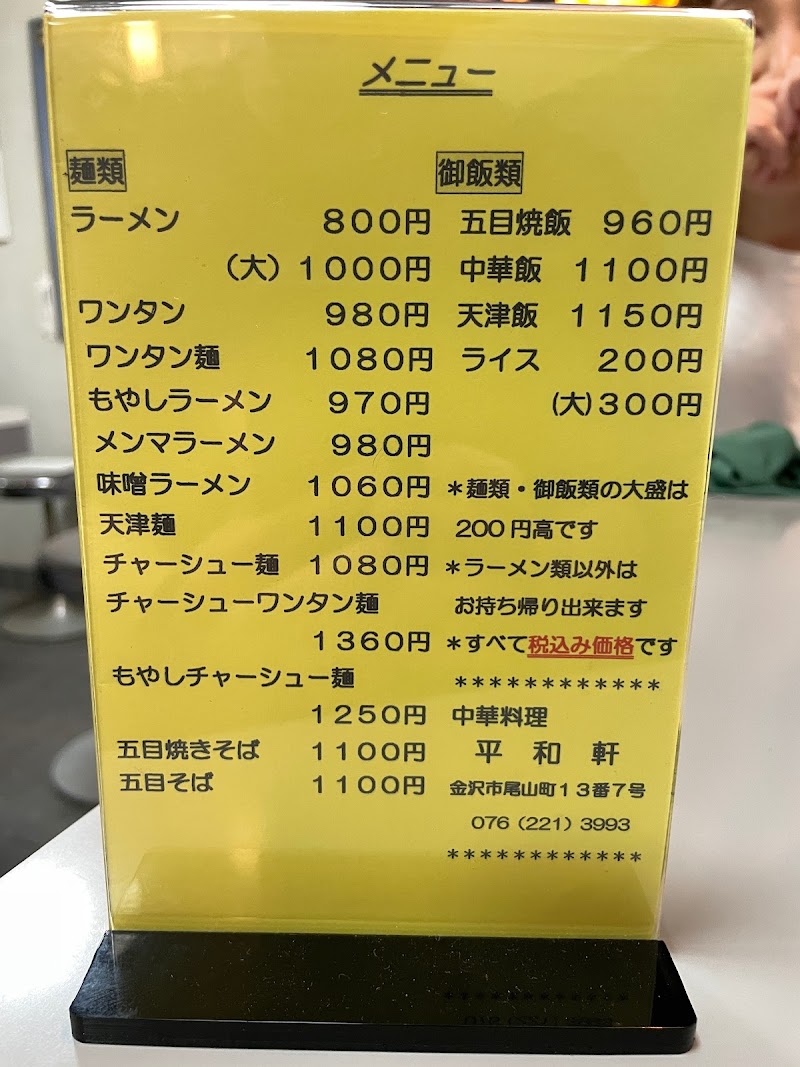 メニュー
麺類
ラーメン 800円
(大) 1000円
ワンタン 980円
ワンタン麺 1080円
もやしラーメン 970円
メンマラーメン 980円
味噌ラーメン 1060円
天津麺 1100円
チャーシュー麺 1080円
チャーシューワンタン麺
1360円
もやしチャーシュー麺
1250円
五目焼きそば 1100円
五目そば 1100円
御飯類
五目焼飯 960円
中華飯 1100円
天津飯 1150円
ライス 200円
(大)300円
*麺類・御飯類の大盛は
200円高です
*ラーメン類以外は
お持ち帰り出来ます
*すべて税込み価格です
************
中華料理
平和軒
金沢市尾山町13番7号
076(221)3993
************